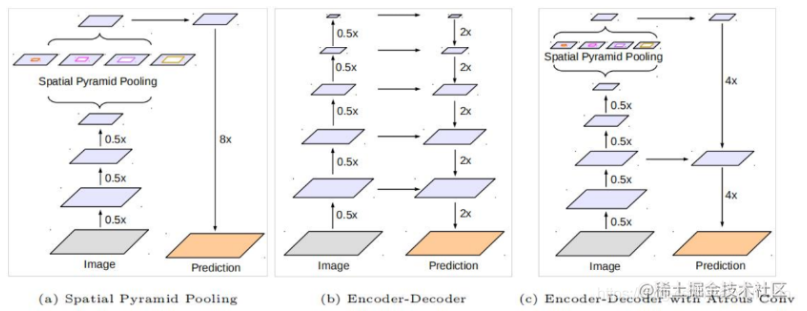 Spatial Pyramid Pooling
8x
0.5x
0.5x
0.5x
Image
Prediction
(a) Spatial Pyramid Pooling
0.5x
2x
0.5x
2x
0.5x
2x
0.5x
2x
0.5x
2x
Image
Prediction
(b) Encoder-Decoder
Spatial Pyramid Pooling
4x
0.5x
0.5x
0.5x
4x
0.5x
Image
Prediction
(c) Encoder-Decoder with Atrous Conv
@稀土掘金技术社区